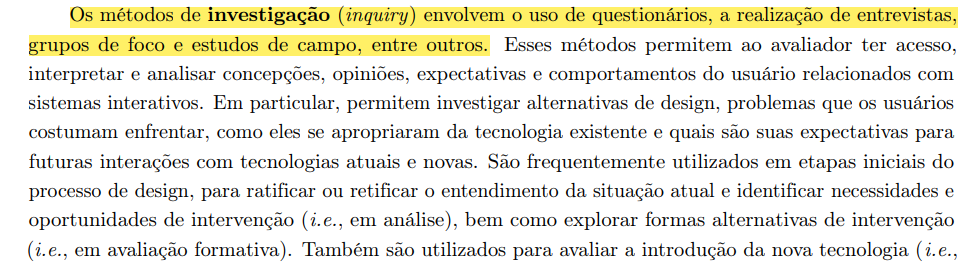 Os métodos de investigação (inquiry) envolvem o uso de questionários, a realização de entrevistas,
grupos de foco e estudos de campo, entre outros. Esses métodos permitem ao avaliador ter acesso,
interpretar e analisar concepções, opiniões, expectativas e comportamentos do usuário relacionados com
sistemas interativos. Em particular, permitem investigar alternativas de design, problemas que os usuários
costumam enfrentar, como eles se apropriaram da tecnologia existente e quais são suas expectativas para
futuras interações com tecnologias atuais e novas. São frequentemente utilizados em etapas iniciais do
processo de design, para ratificar ou retificar o entendimento da situação atual e identificar necessidades e
oportunidades de intervenção (i.e., em análise), bem como explorar formas alternativas de intervenção
(i.e., em avaliação formativa). Também são utilizados para avaliar a introdução da nova tecnologia (i.e.,